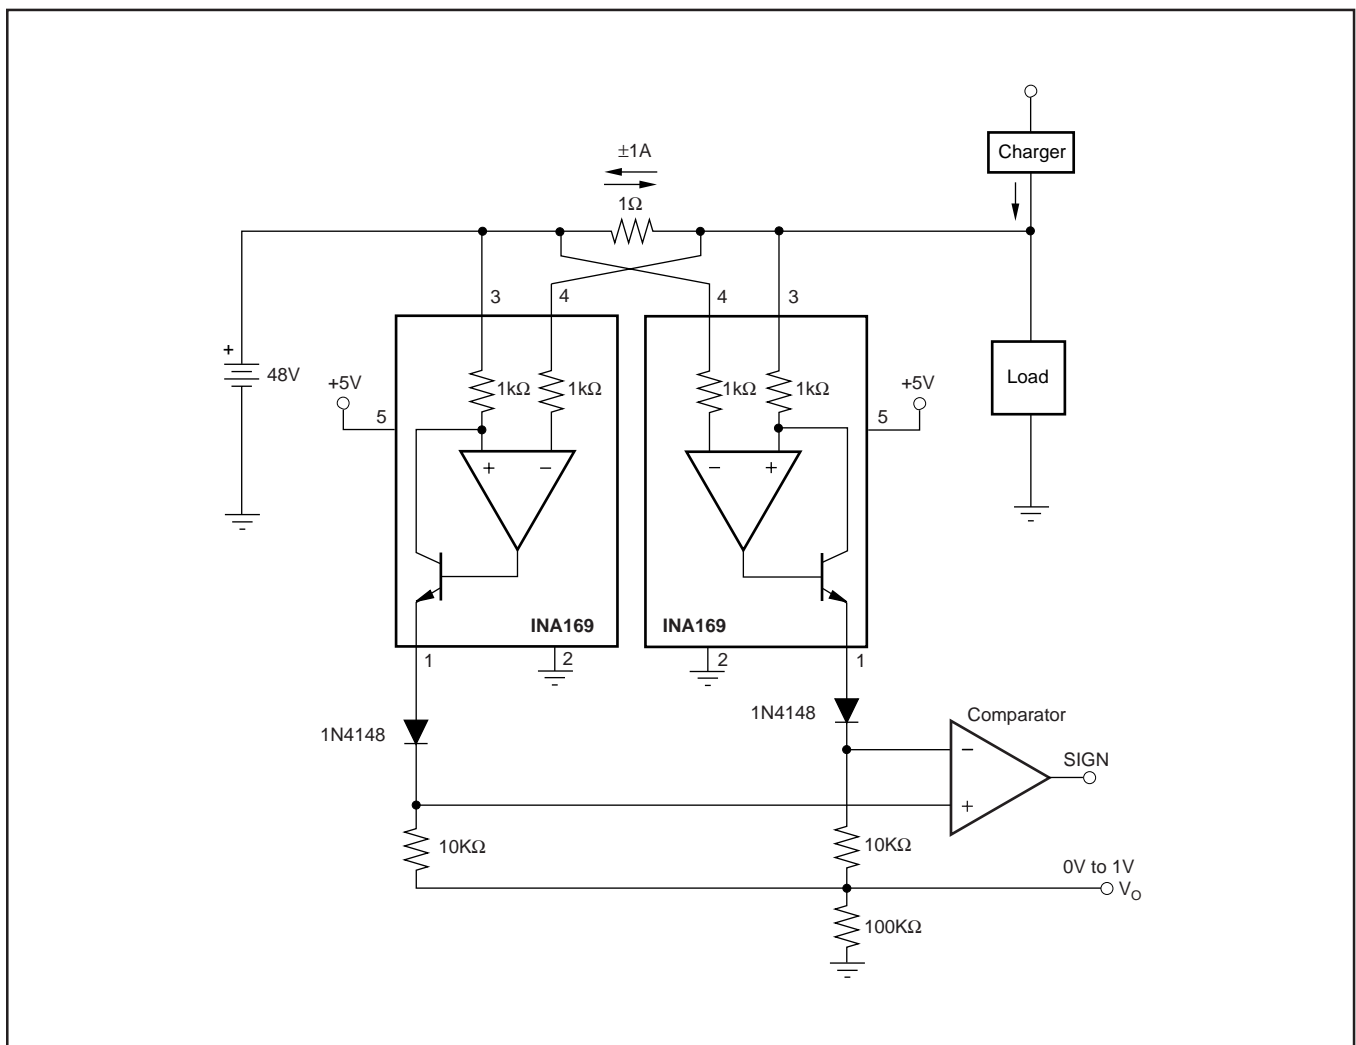 Charger
±1A
1Ω
3
4
4
3
+
48V
+5V
5
1kΩ
1kΩ
1kΩ
1kΩ
5
+5V
Load
+
−
−
+
INA169
INA169
1
2
2
1
1N4148
1N4148
Comparator
−
+
SIGN
10KΩ
10KΩ
0V to 1V
VO
100KΩ